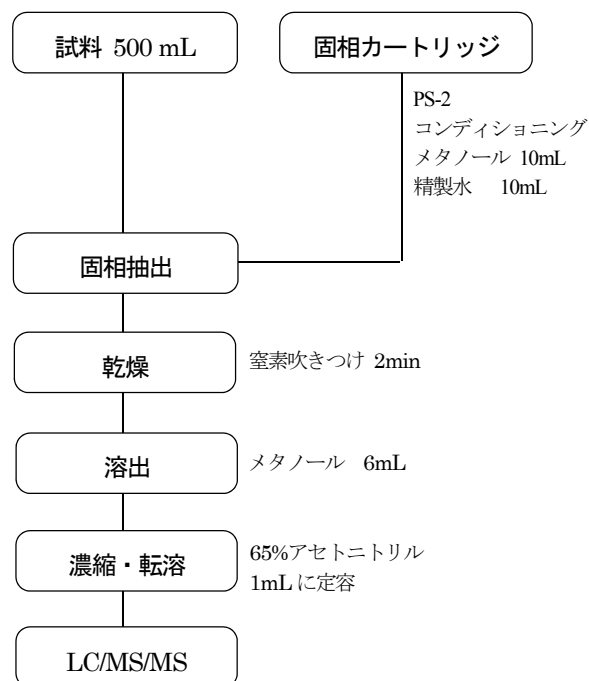 試料 500 mL
固相カートリッジ
PS-2
コンディショニング
メタノール 10mL
精製水 10mL
固相抽出
乾燥
窒素吹きつけ 2min
溶出
メタノール 6mL
濃縮・転溶
65%アセトニトリル
1mLに定容
LC/MS/MS